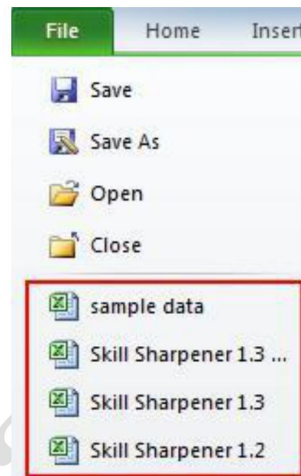 File Home Insert
Save
Save As
Open
Close
sample data
Skill Sharpener 1.3 ...
Skill Sharpener 1.3
Skill Sharpener 1.2